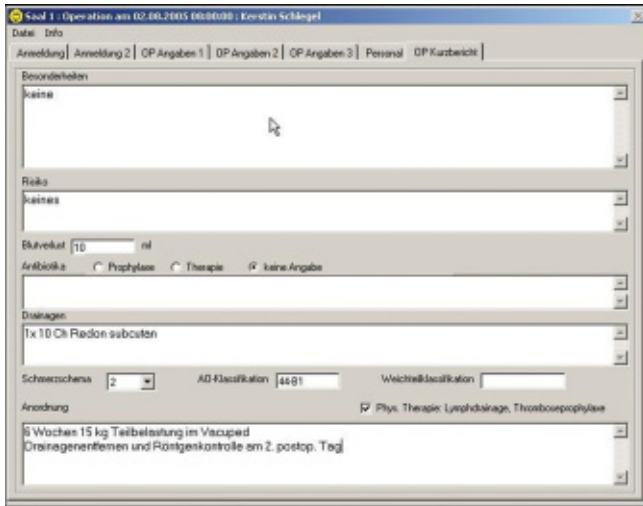 Saal 1 : Operation am 02.08.2005 08:00:00 : Kerstin Schlegel
Datei Info
Anmeldung Anmeldung 2 OP Angaben 1 OP Angaben 2 OP Angaben 3 Personal OP Kurzbericht
Besonderheiten
keine
Risiko
keines
Blutverlust 10 ml
Antibiotika Prophylaxe Therapie keine Angabe
Drainagen
1x 10 Ch Redon subcutan
Schmerzschema 2 AO-Klassifikation 44B1 Weichteilklassifikation
Anordnung Phys. Therapie: Lymphdrainage, Thromboseprophylaxe
6 Wochen 15 kg Teilbelastung im Vacuped
Drainagenentfernen und Röntgenkontrolle am 2. postop. Tag